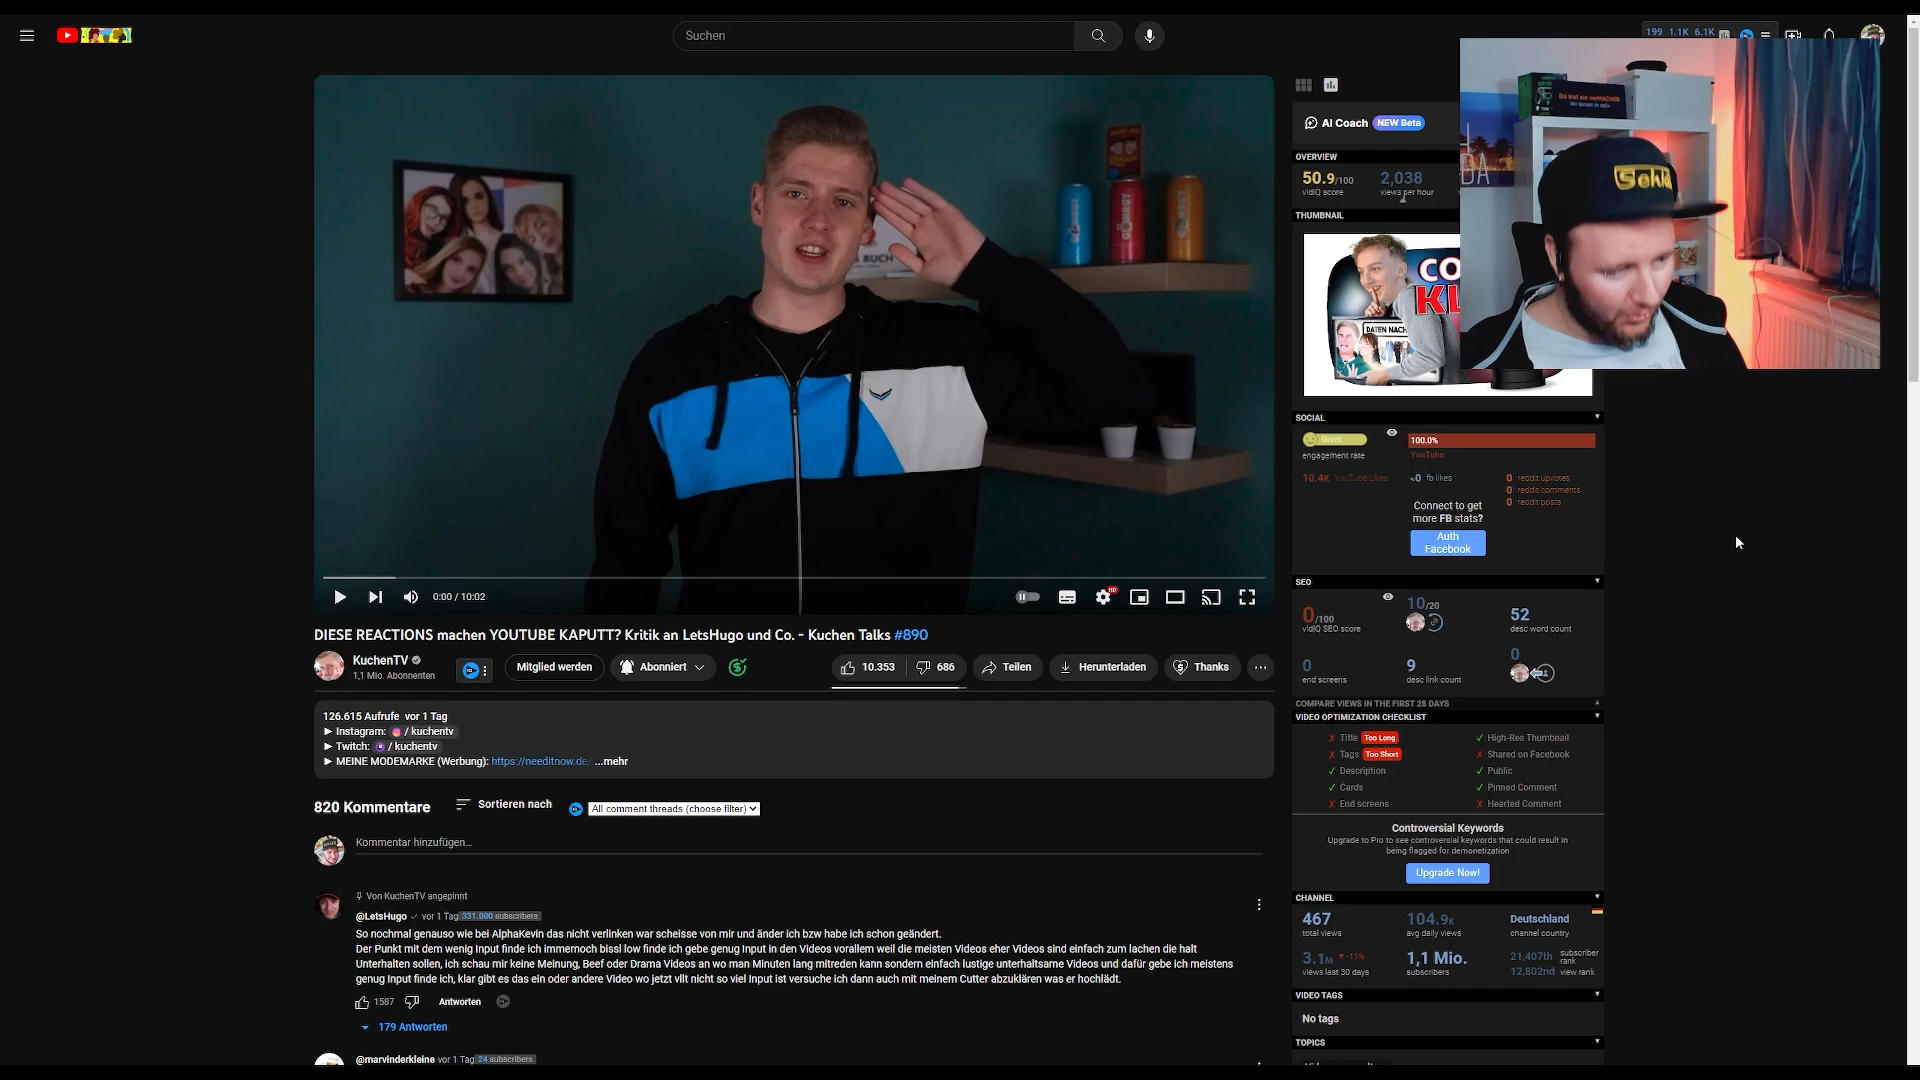 Suchen
199 1.1K 6.1K
DU bist ein vorMACHER
AI Coach NEW Beta
OVERVIEW
50.9/100
vidIQ score
2,038
views per hour
THUMBNAIL
CO
KL
DATEN NACH
BUCH
GÖNRGY
SOCIAL
Great
engagement rate
100.0%
YouTube
10.4K YouTube Likes
≈0 fb likes
0 reddit upvotes
0 reddit comments
0 reddit posts
Connect to get
more FB stats?
Auth
Facebook
0:00 / 10:02
HD
DIESE REACTIONS machen YOUTUBE KAPUTT? Kritik an LetsHugo und Co. - Kuchen Talks #890
KuchenTV
1,1 Mio. Abonnenten
Mitglied werden
Abonniert
10.353
686
Teilen
Herunterladen
Thanks
126.615 Aufrufe vor 1 Tag
► Instagram: / kuchentv
► Twitch: / kuchentv
► MEINE MODEMARKE (Werbung): https://needitnow.de/ ...mehr
820 Kommentare
Sortieren nach
All comment threads (choose filter)
Kommentar hinzufügen...
Von KuchenTV angepinnt
@LetsHugo vor 1 Tag 331.000 subscribers
So nochmal genauso wie bei AlphaKevin das nicht verlinken war scheisse von mir und änder ich bzw habe ich schon geändert.
Der Punkt mit dem wenig Input finde ich immernoch bissl low finde ich gebe genug Input in den Videos vorallem weil die meisten Videos eher Videos sind einfach zum lachen die halt
Unterhalten sollen, ich schau mir keine Meinung, Beef oder Drama Videos an wo man Minuten lang mitreden kann sondern einfach lustige unterhaltsame Videos und dafür gebe ich meistens
genug Input finde ich, klar gibt es das ein oder andere Video wo jetzt vllt nicht so viel Input ist versuche ich dann auch mit meinem Cutter abzuklären was er hochlädt.
1587
Antworten
179 Antworten
@marvinderkleine vor 1 Tag 24 subscribers
SEO
0/100
vidIQ SEO score
10/20
52
desc word count
0
end screens
9
desc link count
0
COMPARE VIEWS IN THE FIRST 28 DAYS
VIDEO OPTIMIZATION CHECKLIST
✗ Title Too Long
✓ High-Res Thumbnail
✗ Tags Too Short
✗ Shared on Facebook
✓ Description
✓ Public
✓ Cards
✓ Pinned Comment
✗ End screens
✗ Hearted Comment
Controversial Keywords
Upgrade to Pro to see controversial keywords that could result in
being flagged for demonetization
Upgrade Now!
CHANNEL
467
total views
104.9K
avg daily views
Deutschland
channel country
3.1M ▼ -11%
views last 30 days
1,1 Mio.
subscribers
21,407th subscriber rank
12,802nd view rank
VIDEO TAGS
No tags
TOPICS